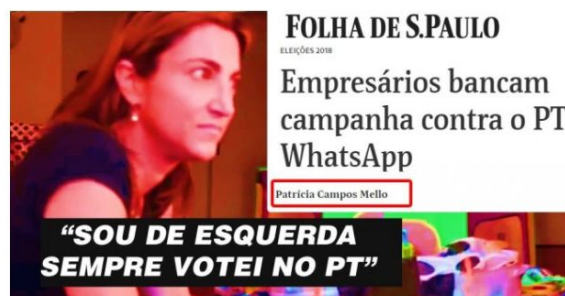 FOLHA DE S.PAULO
ELEIÇÕES 2018
Empresários bancam
campanha contra o PT
WhatsApp
Patrícia Campos Mello
“SOU DE ESQUERDA
SEMPRE VOTEI NO PT”